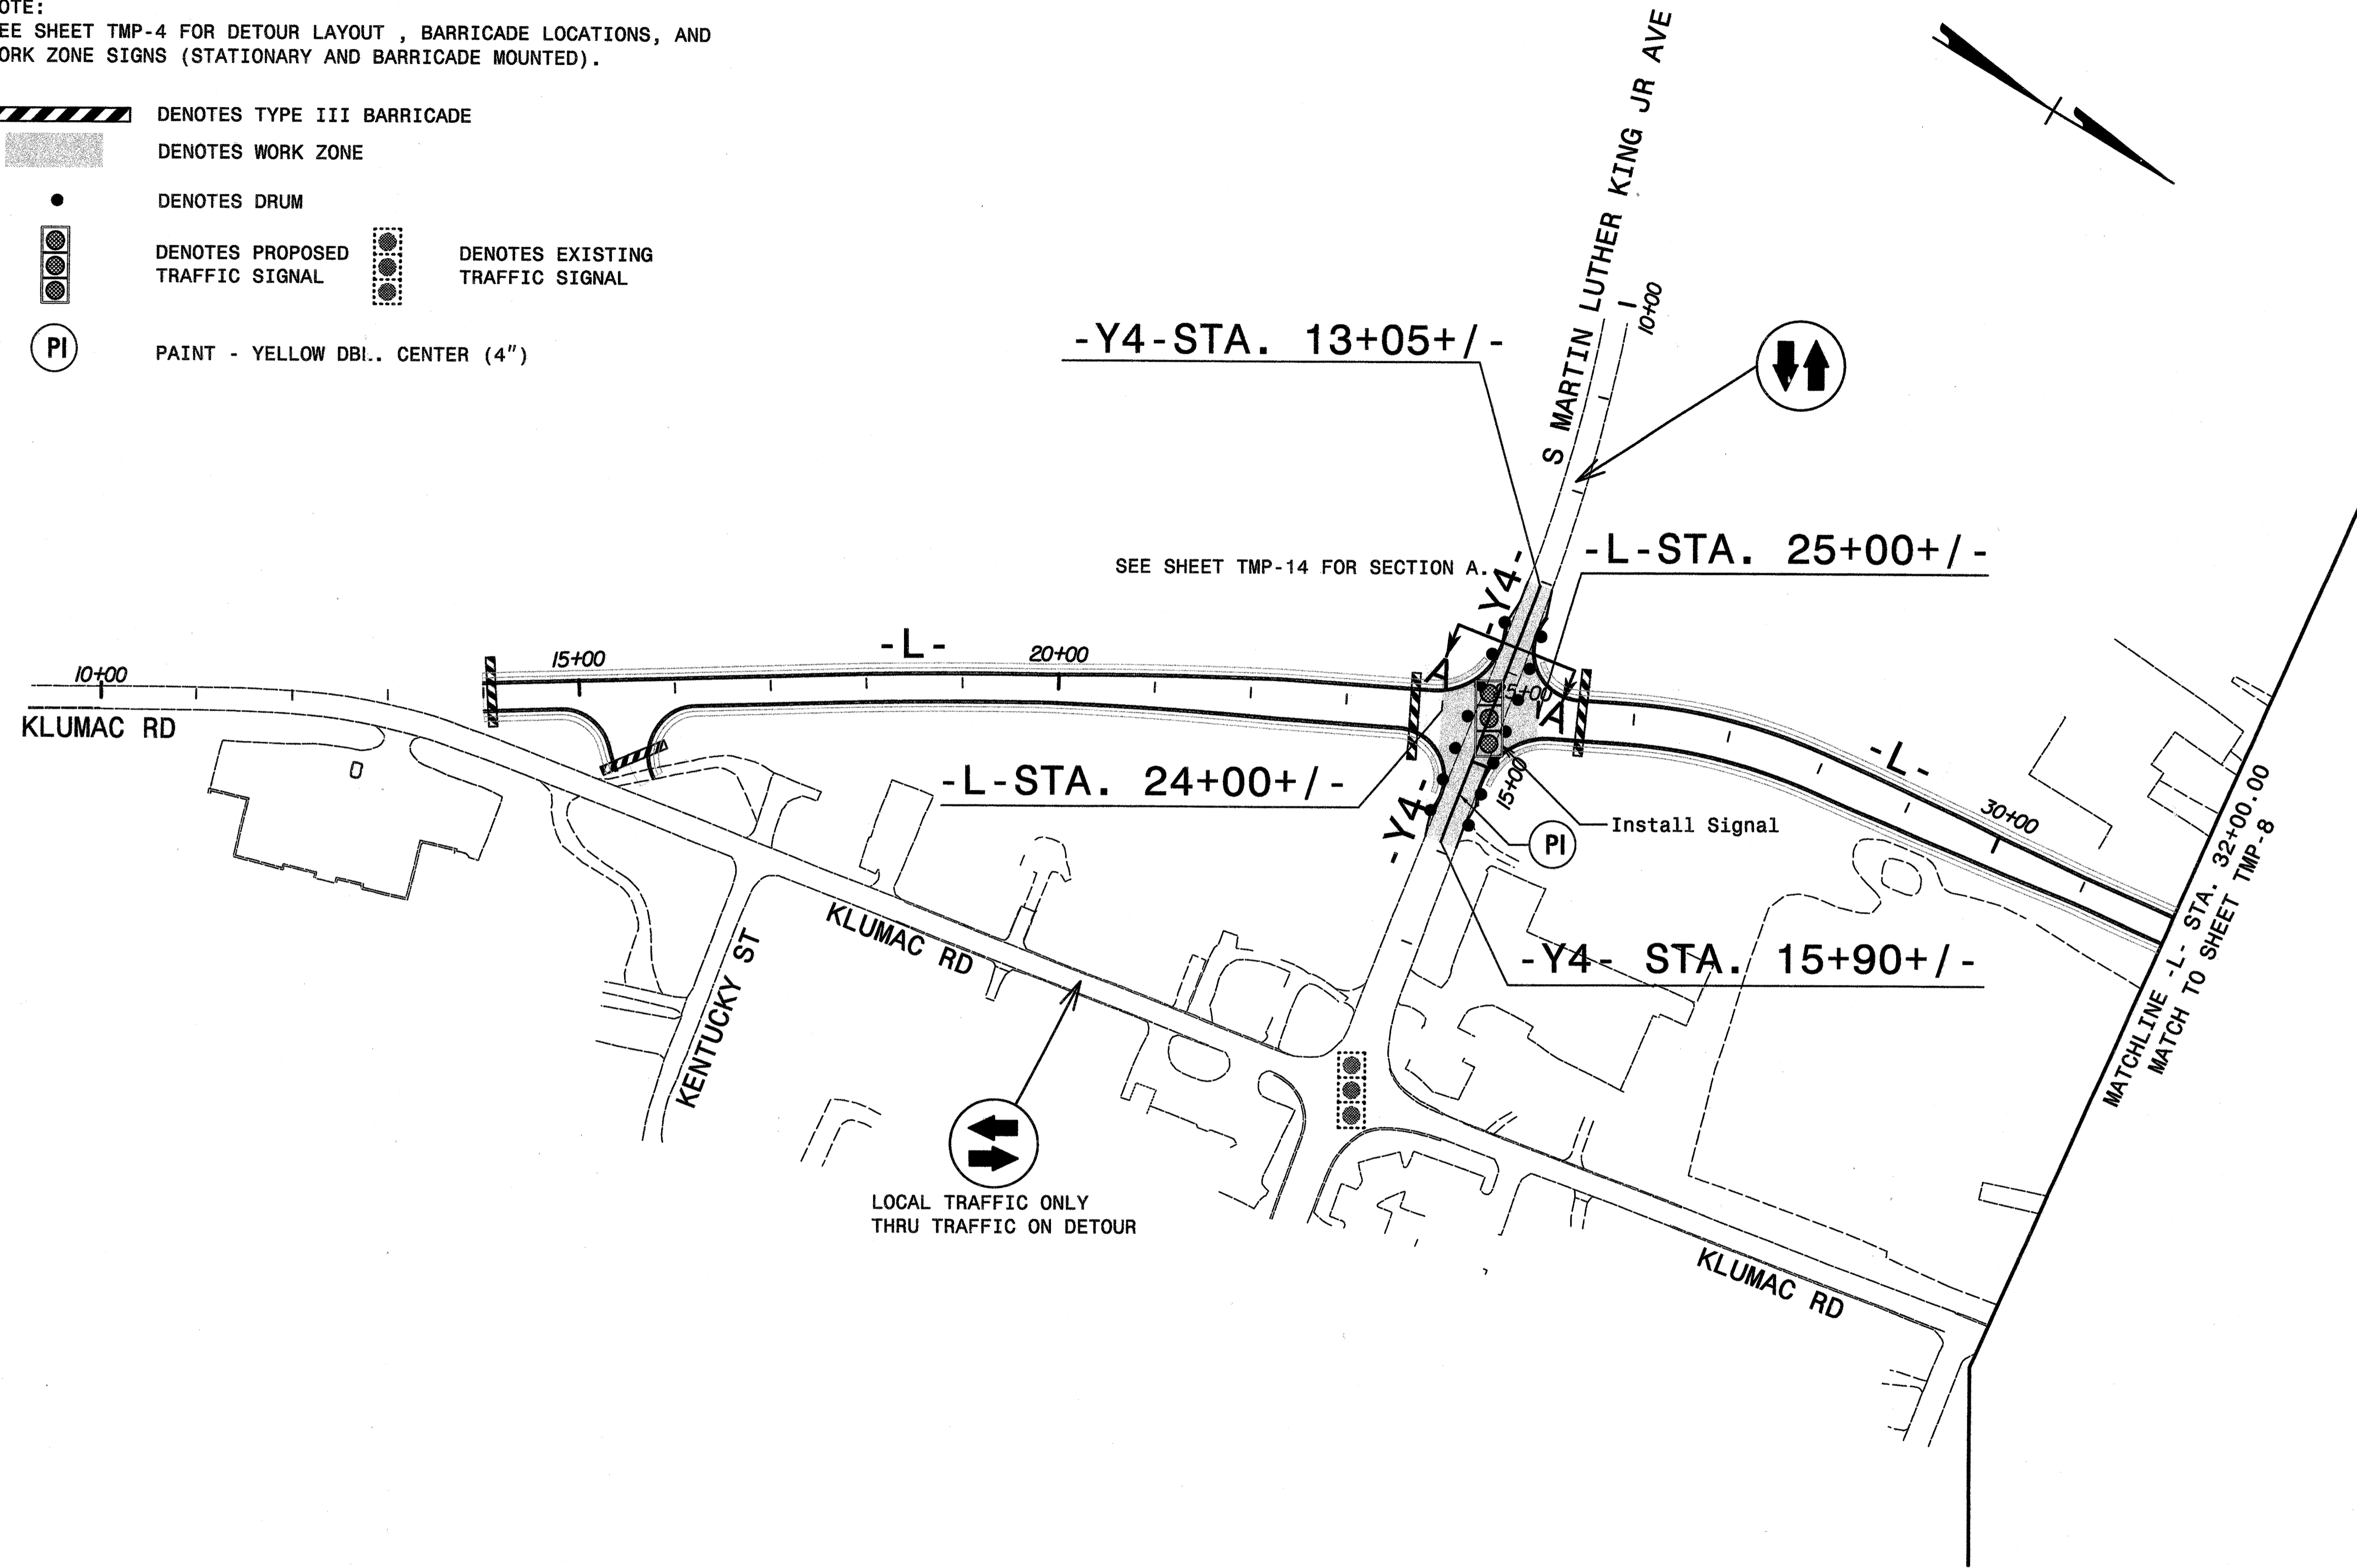 OTE:
EE SHEET TMP-4 FOR DETOUR LAYOUT , BARRICADE LOCATIONS, AND
ORK ZONE SIGNS (STATIONARY AND BARRICADE MOUNTED).
DENOTES TYPE III BARRICADE
DENOTES WORK ZONE
DENOTES DRUM
DENOTES PROPOSED
TRAFFIC SIGNAL
DENOTES EXISTING
TRAFFIC SIGNAL
PI
PAINT - YELLOW DBL. CENTER (4")
S MARTIN LUTHER KING JR AVE
10+00
-Y4-STA. 13+05+/-
-L-STA. 25+00+/-
SEE SHEET TMP-14 FOR SECTION A.
-Y4-
-L-
10+00
15+00
20+00
A
25+00
A
KLUMAC RD
-L-
-L-STA. 24+00+/-
15+00
-Y4-
Install Signal
PI
30+00
-Y4- STA. 15+90+/-
KLUMAC RD
KENTUCKY ST
MATCHLINE -L- STA. 32+00.00
MATCH TO SHEET TMP-8
LOCAL TRAFFIC ONLY
THRU TRAFFIC ON DETOUR
KLUMAC RD